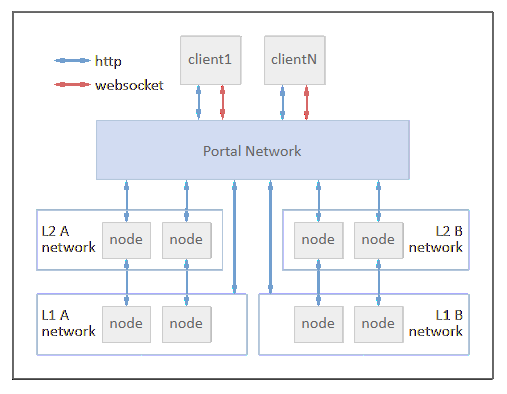 http
websocket
client1
clientN
Portal Network
L2 A
network
node
node
node
node
L2 B
network
L1 A
network
node
node
node
node
L1 B
network